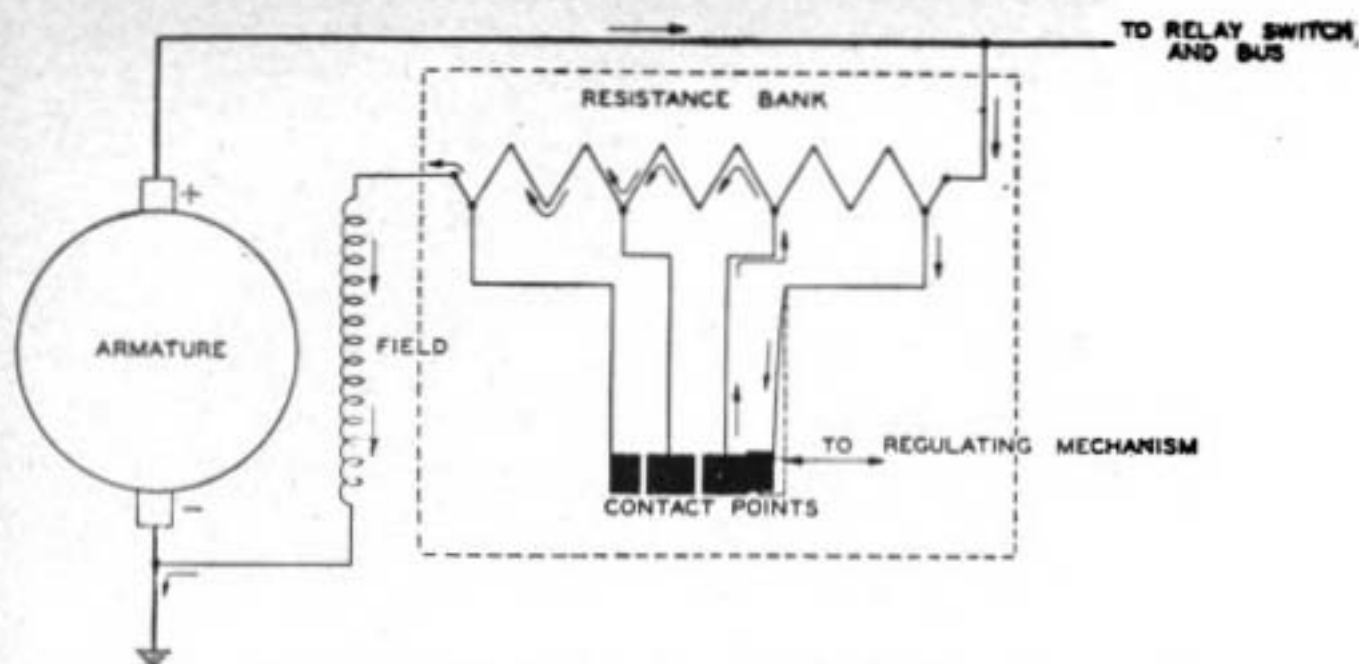 TO RELAY SWITCH
AND BUS
RESISTANCE BANK
+
ARMATURE
FIELD
TO REGULATING MECHANISM
CONTACT POINTS
-